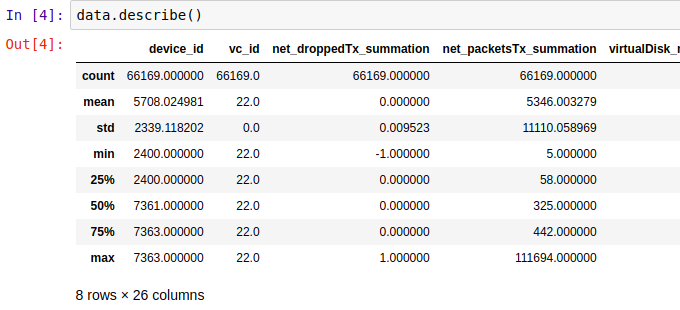 In [4]: data.describe()
Out[4]:
device_id vc_id net_droppedTx_summation net_packetsTx_summation virtualDisk_
count 66169.000000 66169.0 66169.000000 66169.000000
mean 5708.024981 22.0 0.000000 5346.003279
std 2339.118202 0.0 0.009523 11110.058969
min 2400.000000 22.0 -1.000000 5.000000
25% 2400.000000 22.0 0.000000 58.000000
50% 7361.000000 22.0 0.000000 325.000000
75% 7363.000000 22.0 0.000000 442.000000
max 7363.000000 22.0 1.000000 111694.000000
8 rows × 26 columns